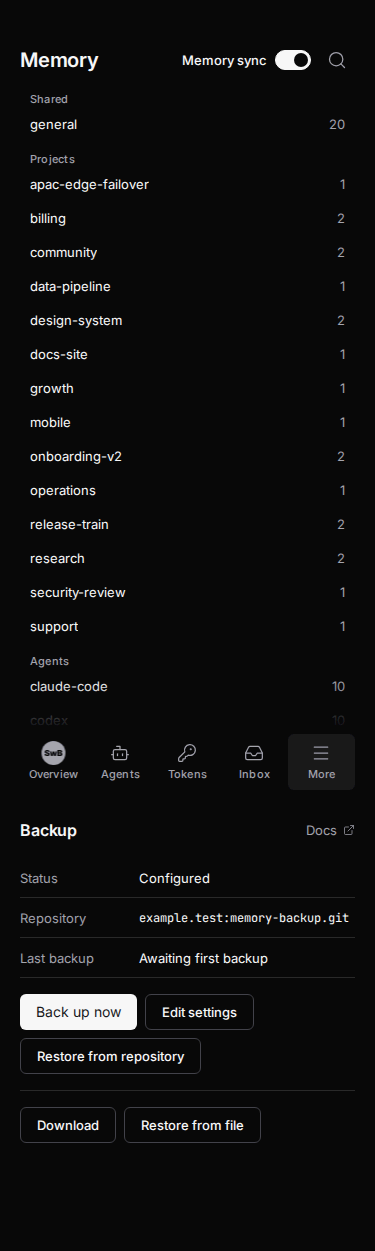 Memory Memory sync
Shared
general 20
Projects
apac-edge-failover 1
billing 2
community 2
data-pipeline 1
design-system 2
docs-site 1
growth 1
mobile 1
onboarding-v2 2
operations 1
release-train 2
research 2
security-review 1
support 1
Agents
claude-code 10
codex 10
SwB
Overview Agents Tokens Inbox More
Backup Docs
Status Configured
Repository example.test:memory-backup.git
Last backup Awaiting first backup
Back up now Edit settings
Restore from repository
Download Restore from file